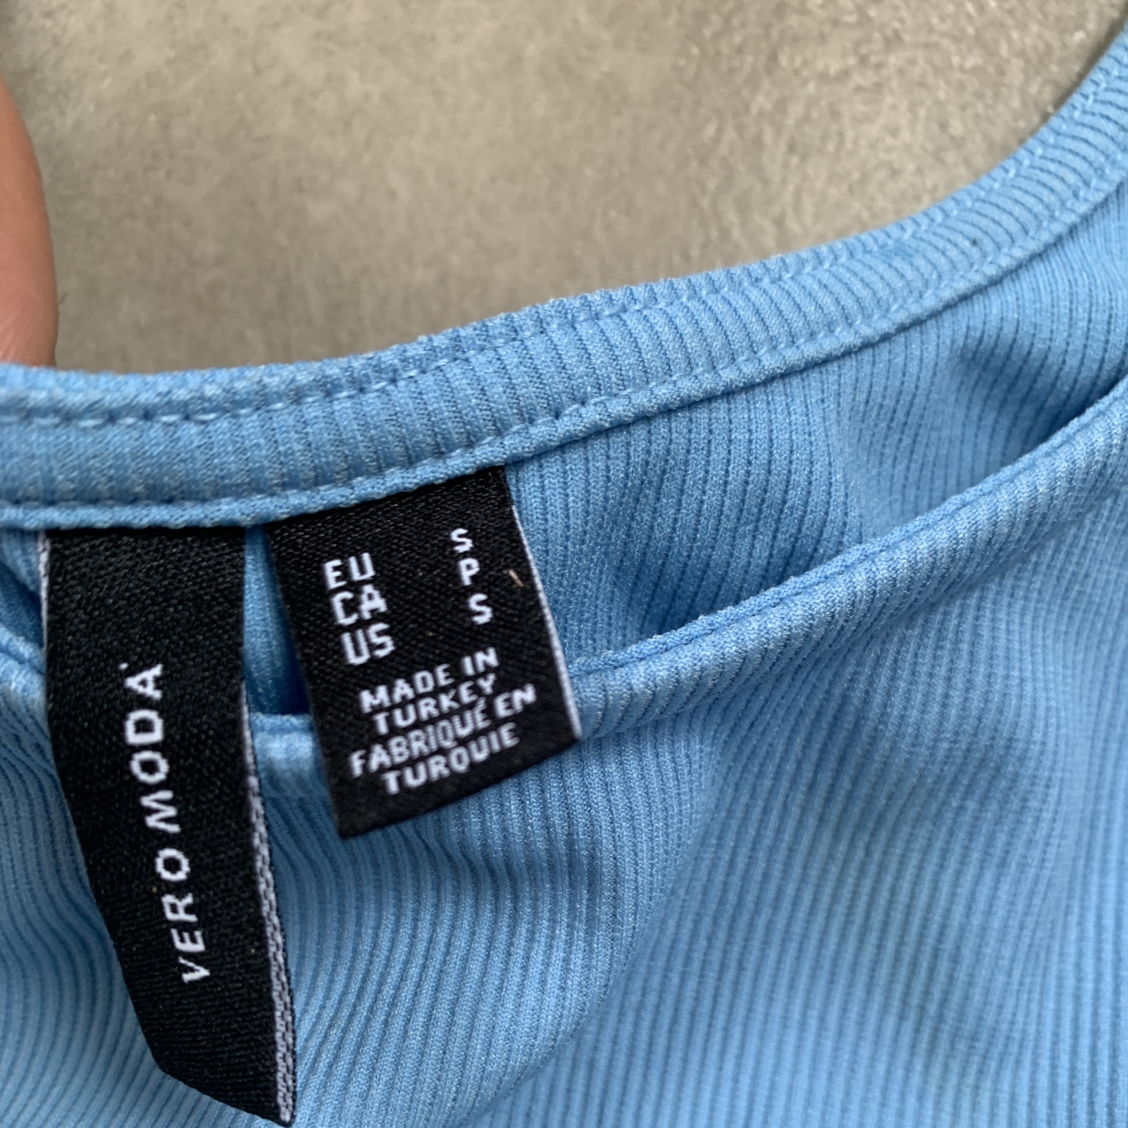 VERO MODA
EU S
CA P
US S
MADE IN
TURKEY
FABRIQUÉ EN
TURQUIE